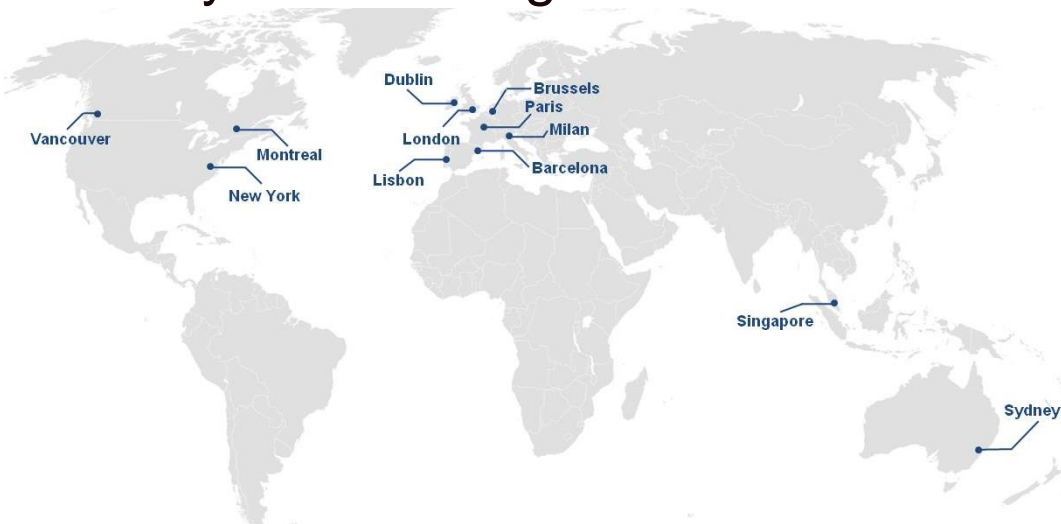 Dublin
Brussels
Paris
Vancouver
London
Milan
Montreal
Barcelona
Lisbon
New York
Singapore
Sydney